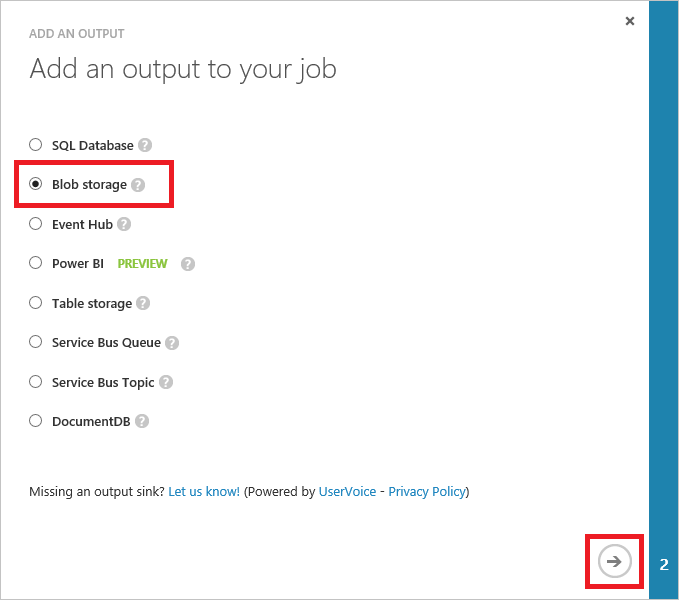 ADD AN OUTPUT
Add an output to your job
SQL Database ?
Blob storage ?
Event Hub ?
Power BI PREVIEW ?
Table storage ?
Service Bus Queue ?
Service Bus Topic ?
DocumentDB ?
Missing an output sink? Let us know! (Powered by UserVoice - Privacy Policy)
2